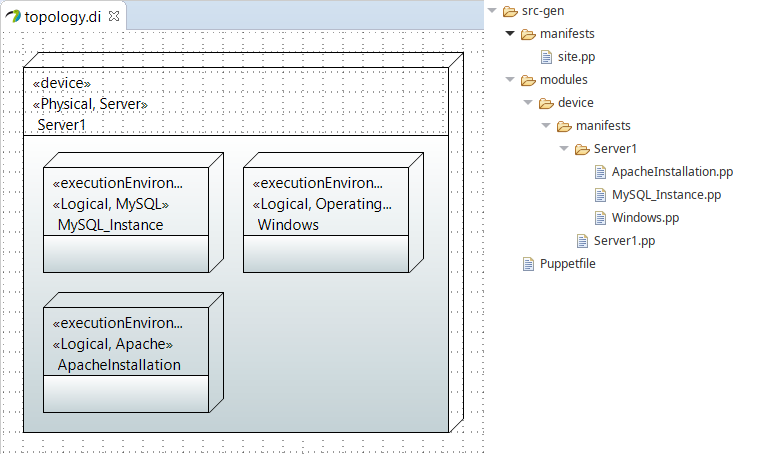 topology.di
«device»
«Physical, Server»
Server1
«executionEnviron...
«Logical, MySQL»
MySQL_Instance
«executionEnviron...
«Logical, Operating...
Windows
«executionEnviron...
«Logical, Apache»
ApacheInstallation
src-gen
manifests
site.pp
modules
device
manifests
Server1
ApacheInstallation.pp
MySQL_Instance.pp
Windows.pp
Server1.pp
Puppetfile